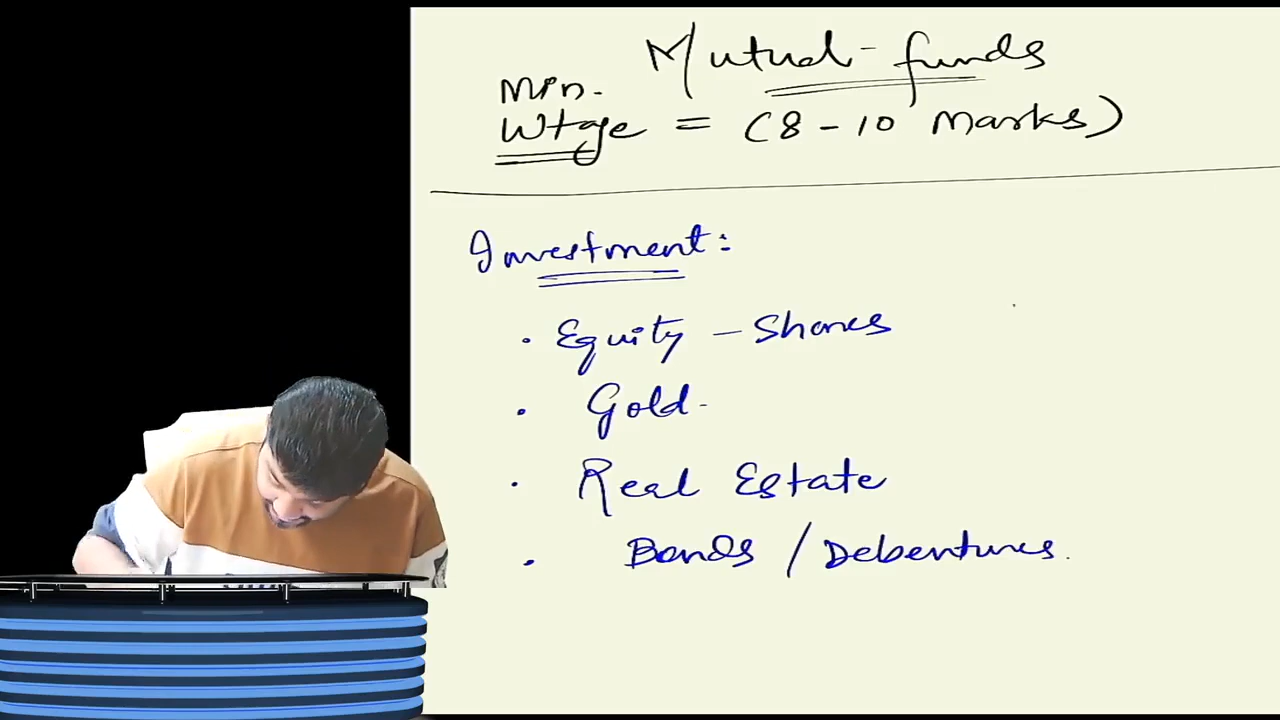 Mutual funds
Min.
Wtge = (8 - 10 Marks)
Investment:
• Equity - Shares
• Gold -
• Real Estate
• Bonds / Debentures.